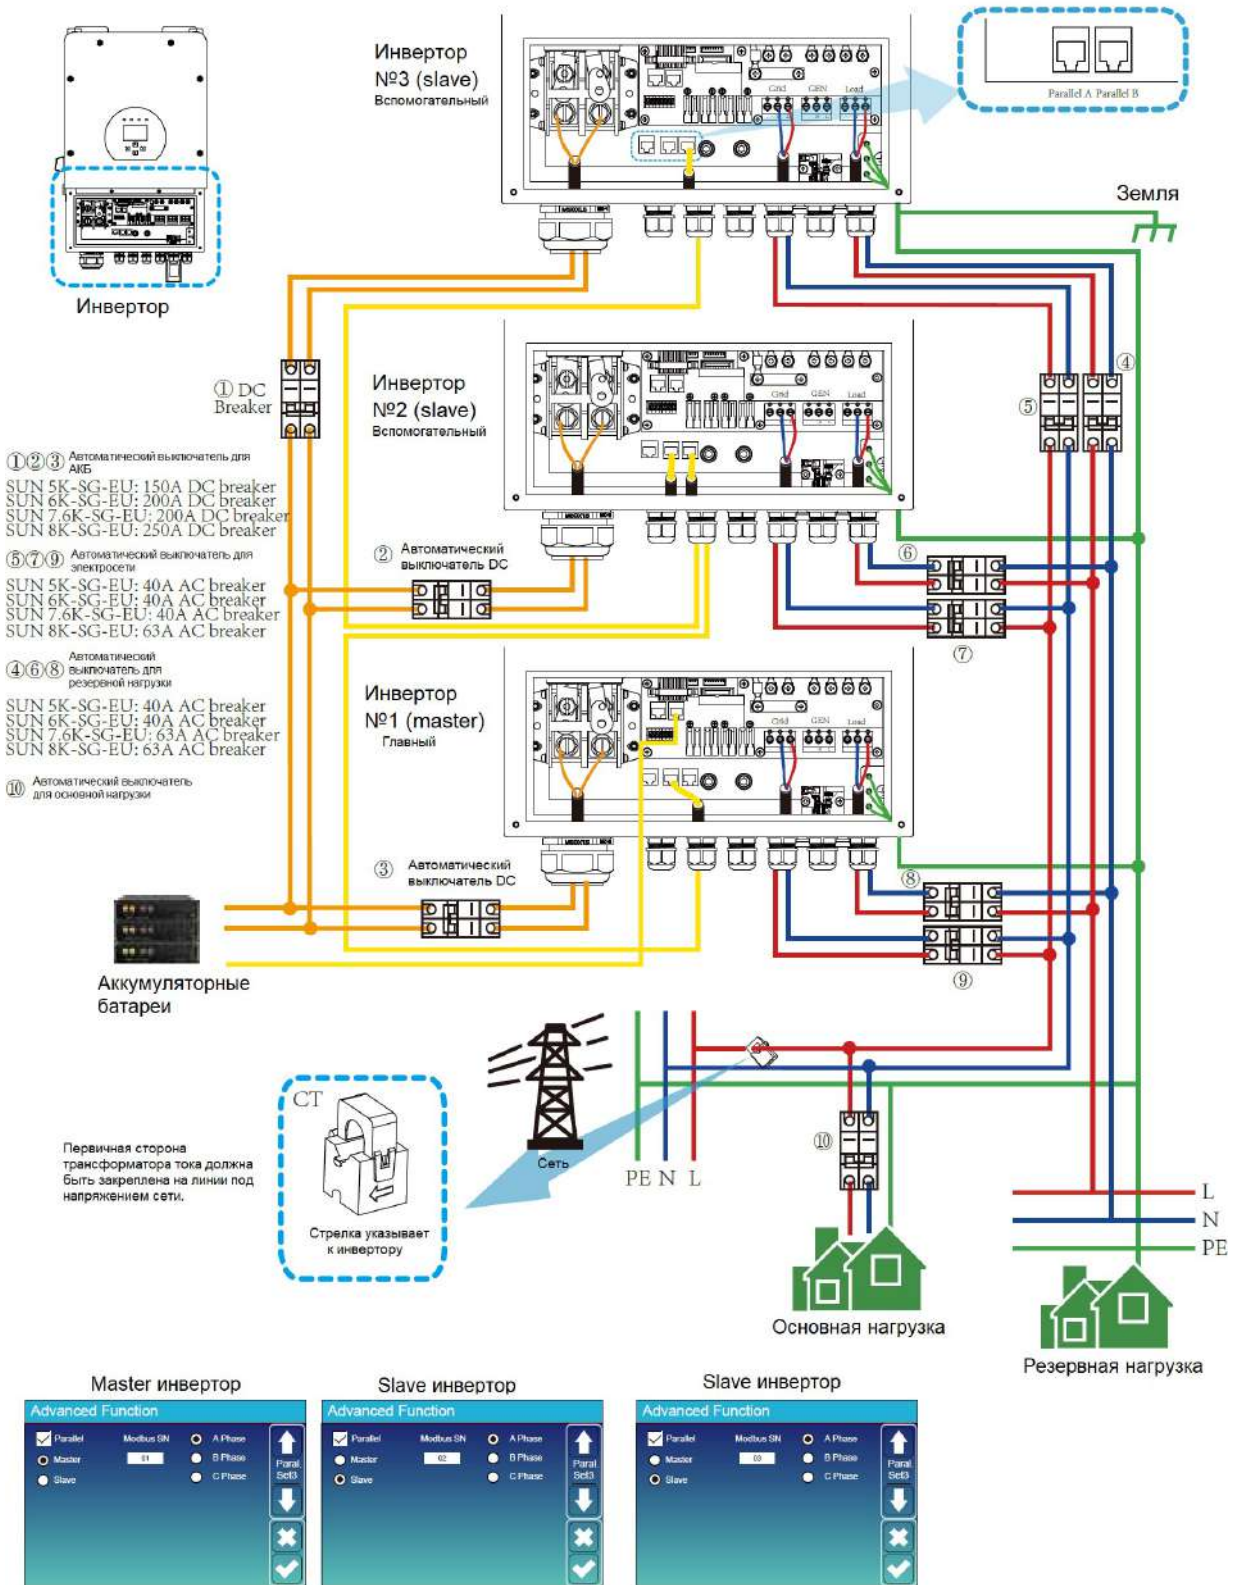 Инвертор
№3 (slave)
Вспомогательный
Grid GEN Load
Parallel A Parallel B
Земля
Инвертор
① DC
Breaker
Инвертор
№2 (slave)
Вспомогательный
Grid GEN Load
④
⑤
①②③ Автоматический выключатель для
АКБ
SUN 5K-SG-EU: 150A DC breaker
SUN 6K-SG-EU: 200A DC breaker
SUN 7.6K-SG-EU: 200A DC breaker
SUN 8K-SG-EU: 250A DC breaker
② Автоматический
выключатель DC
⑥
⑦
⑤⑦⑨ Автоматический выключатель для
электросети
SUN 5K-SG-EU: 40A AC breaker
SUN 6K-SG-EU: 40A AC breaker
SUN 7.6K-SG-EU: 40A AC breaker
SUN 8K-SG-EU: 63A AC breaker
④⑥⑧ Автоматический
выключатель для
резервной нагрузки
SUN 5K-SG-EU: 40A AC breaker
SUN 6K-SG-EU: 40A AC breaker
SUN 7.6K-SG-EU: 63A AC breaker
SUN 8K-SG-EU: 63A AC breaker
⑩ Автоматический выключатель
для основной нагрузки
Инвертор
№1 (master)
Главный
Grid GEN Load
③ Автоматический
выключатель DC
⑧
⑨
Аккумуляторные
батареи
CT
Стрелка указывает
к инвертору
Первичная сторона
трансформатора тока должна
быть закреплена на линии под
напряжением сети.
Сеть
PE N L
⑩
L
N
PE
Основная нагрузка
Резервная нагрузка
Master инвертор
Advanced Function
Parallel Modbus SN A Phase
Master 01 B Phase
Slave C Phase
Paral.
Set3
Slave инвертор
Advanced Function
Parallel Modbus SN A Phase
Master 02 B Phase
Slave C Phase
Paral.
Set3
Slave инвертор
Advanced Function
Parallel Modbus SN A Phase
Master 03 B Phase
Slave C Phase
Paral.
Set3